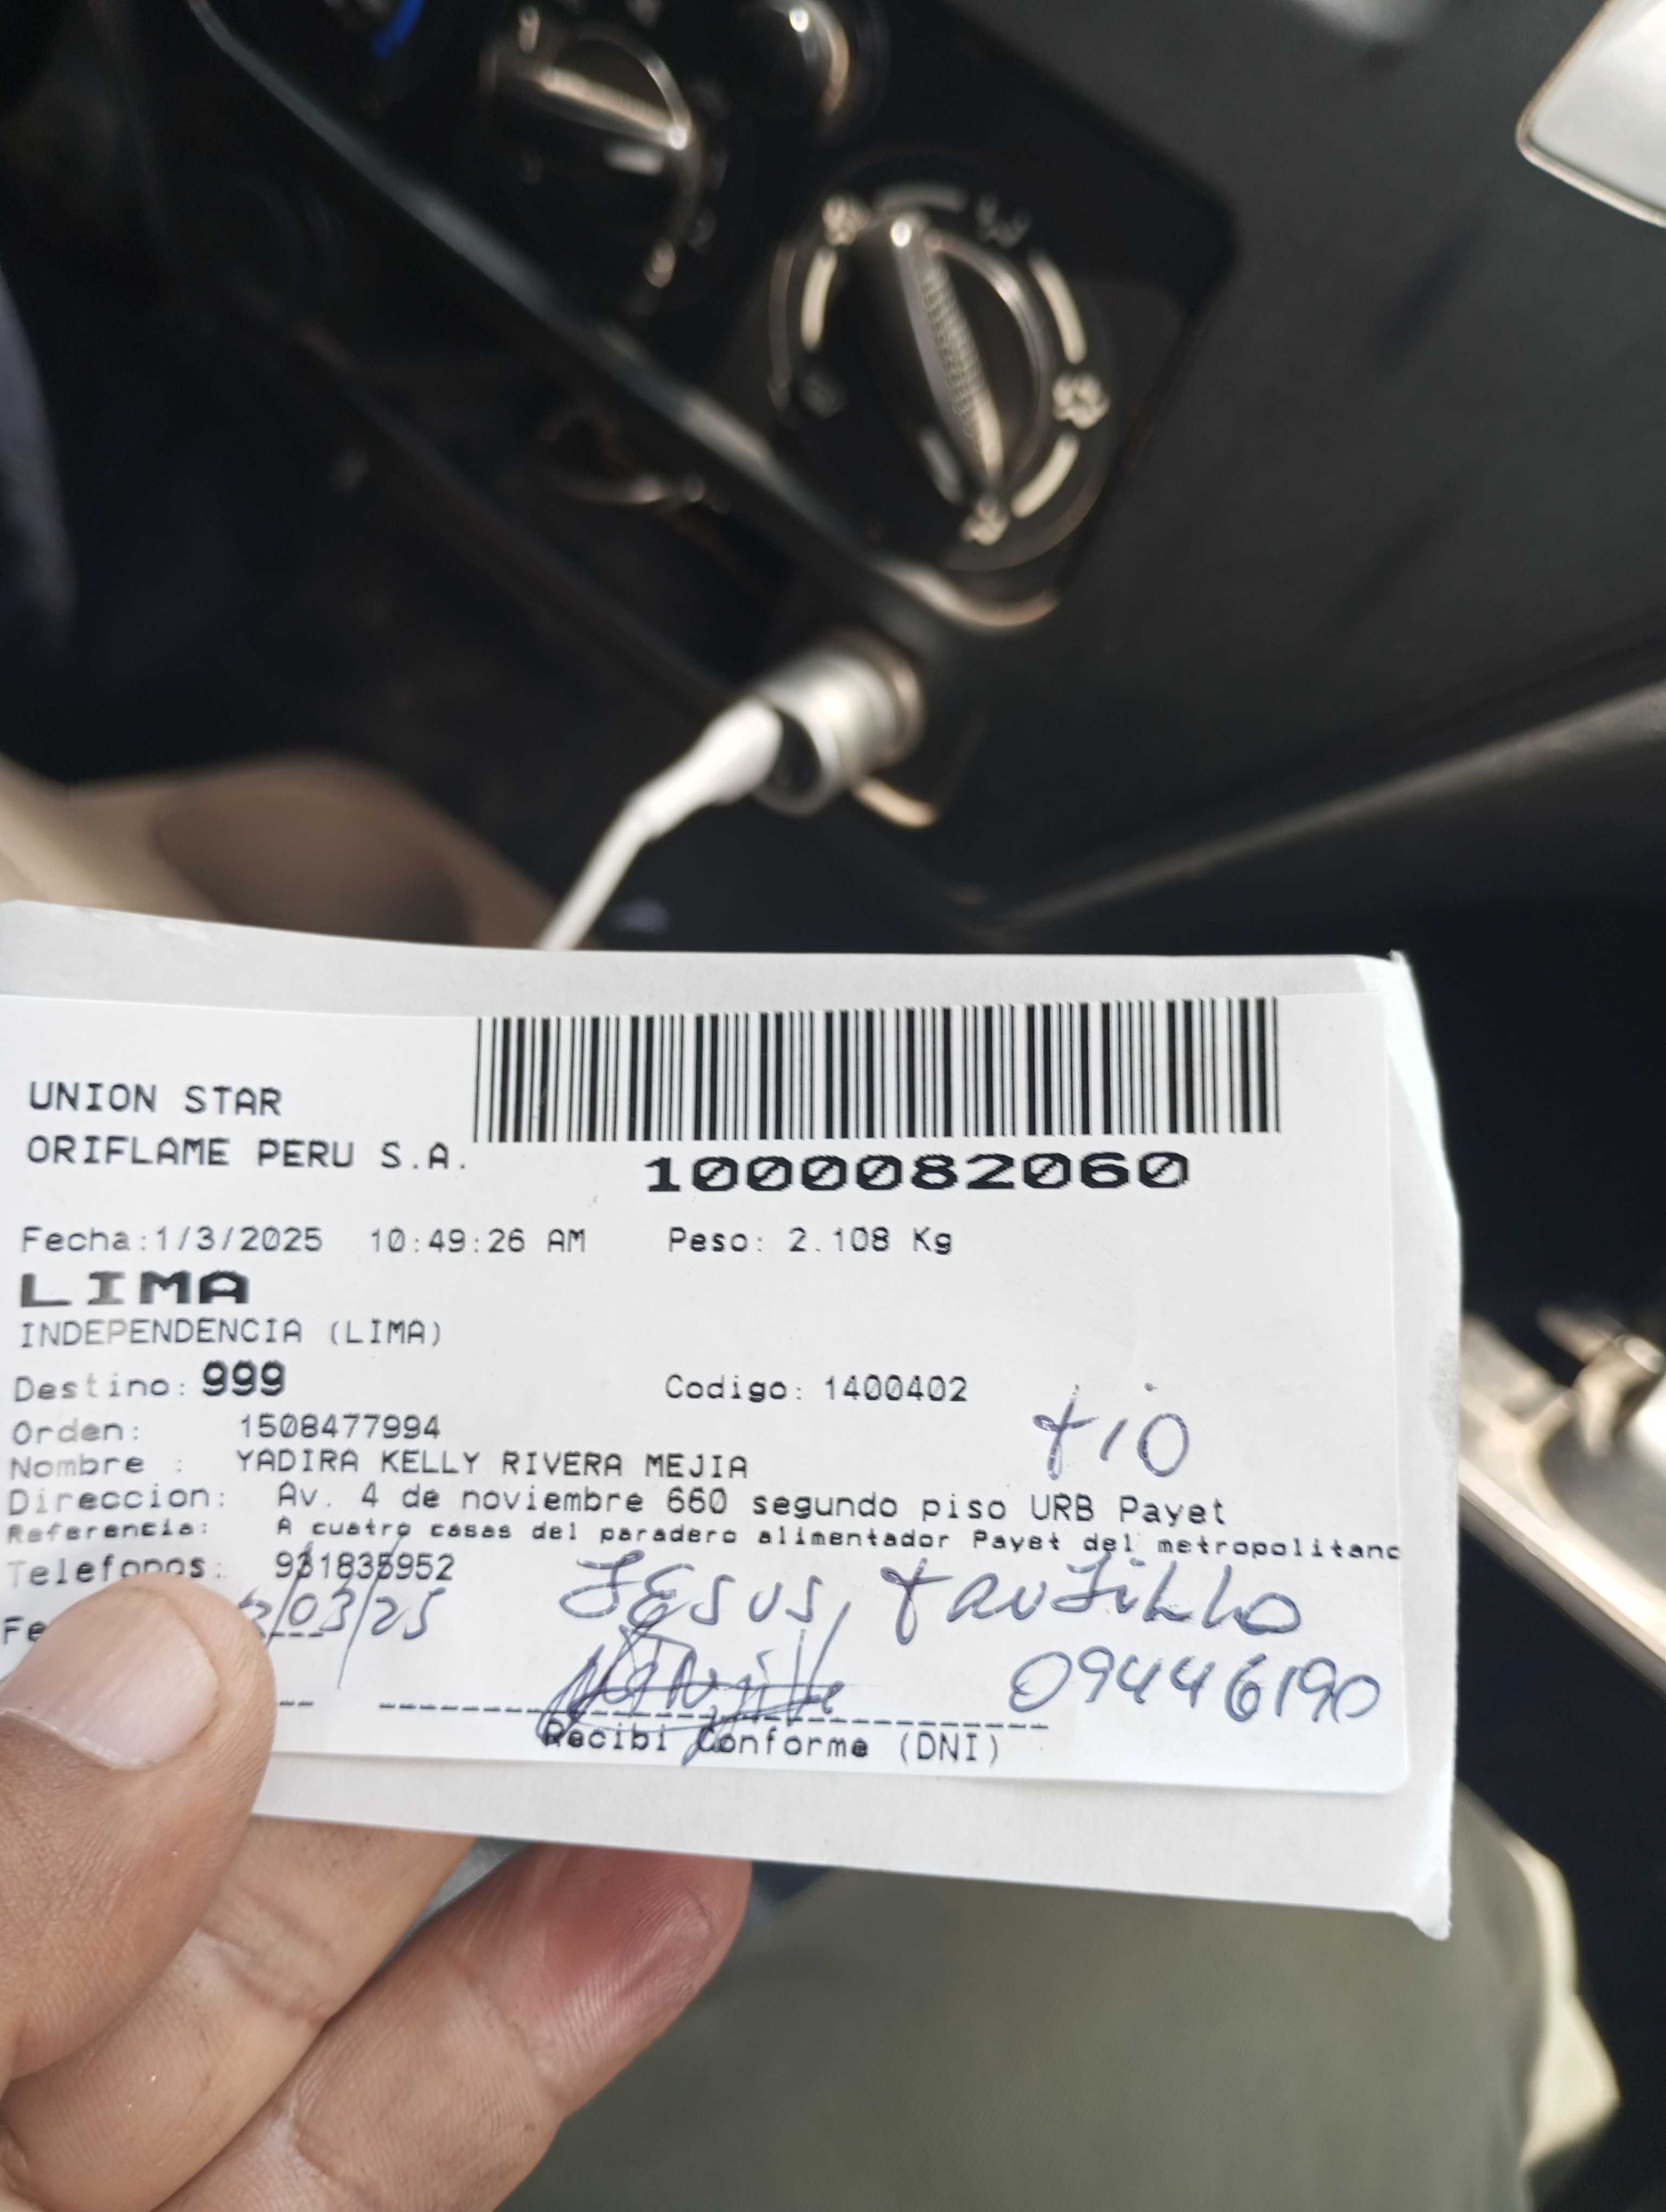 UNION STAR
ORIFLAME PERU S.A.
1000082060
Fecha:1/3/2025 10:49:26 AM Peso: 2.108 Kg
LIMA
INDEPENDENCIA (LIMA)
Destino: 999 Codigo: 1400402
tio
Orden: 1508477994
Nombre : YADIRA KELLY RIVERA MEJIA
Direccion: Av. 4 de noviembre 660 segundo piso URB Payet
Referencia: A cuatro casas del paradero alimentador Payet del metropolitano
Telefonos: 931835952
Fe /03/25 JESUS, tRUJiLLO
09446190
Recibi Conforme (DNI)